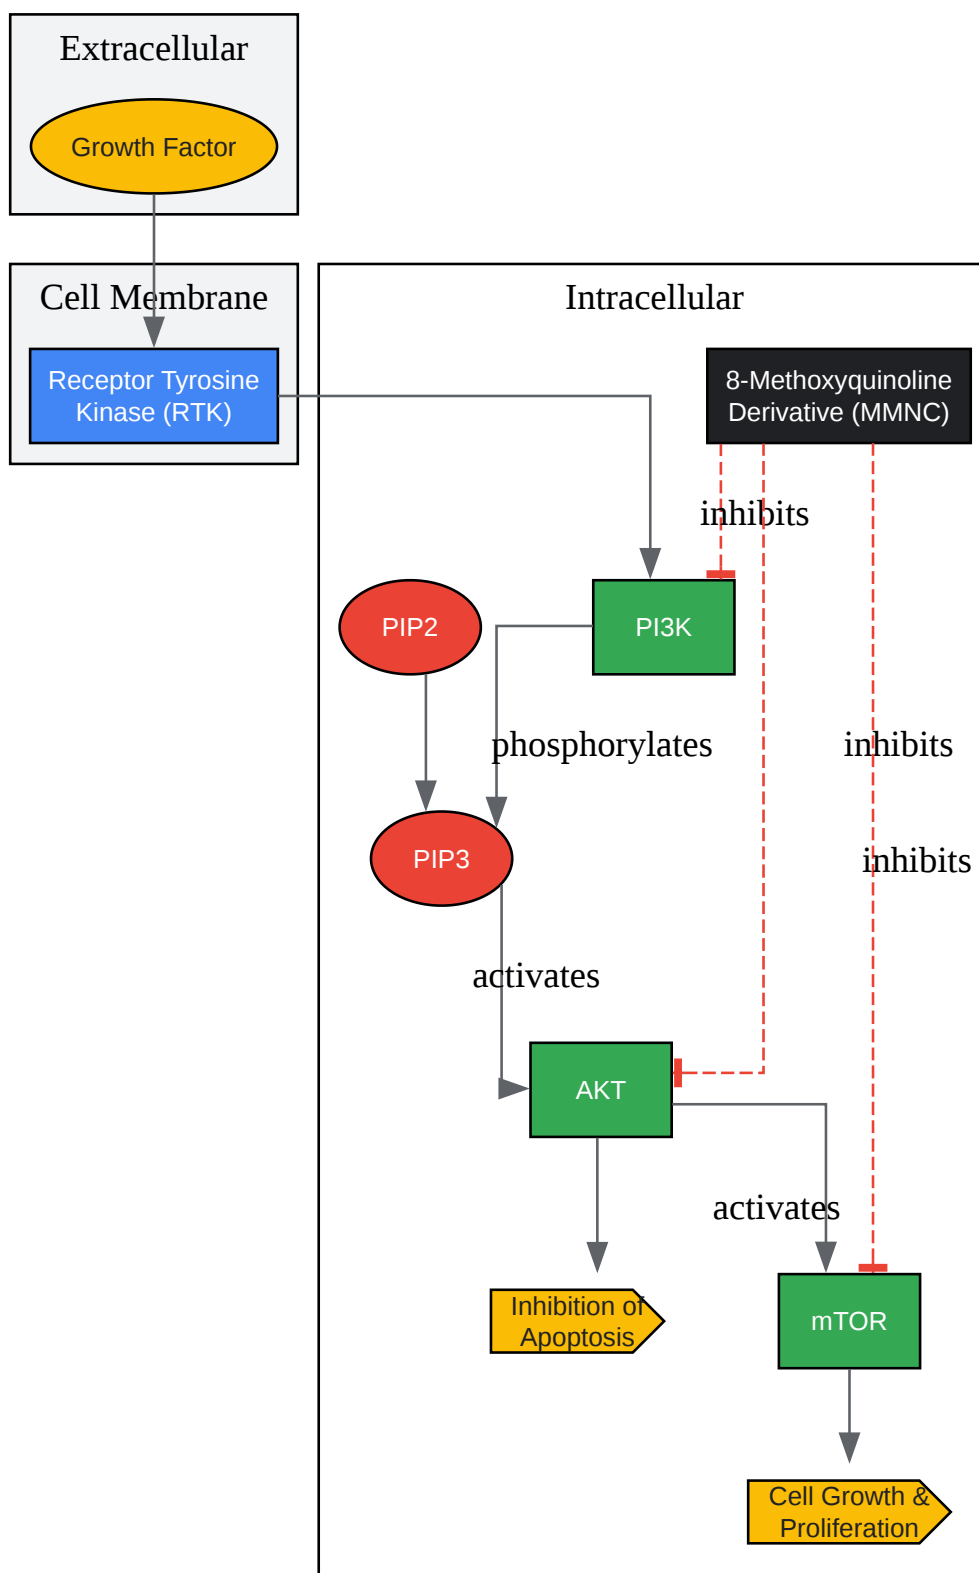 Extracellular
Growth Factor
Cell Membrane
Intracellular
Receptor Tyrosine
Kinase (RTK)
8-Methoxyquinoline
Derivative (MMNC)
inhibits
PIP2
PI3K
phosphorylates
inhibits
PIP3
inhibits
activates
AKT
activates
Inhibition of
Apoptosis
mTOR
Cell Growth &
Proliferation